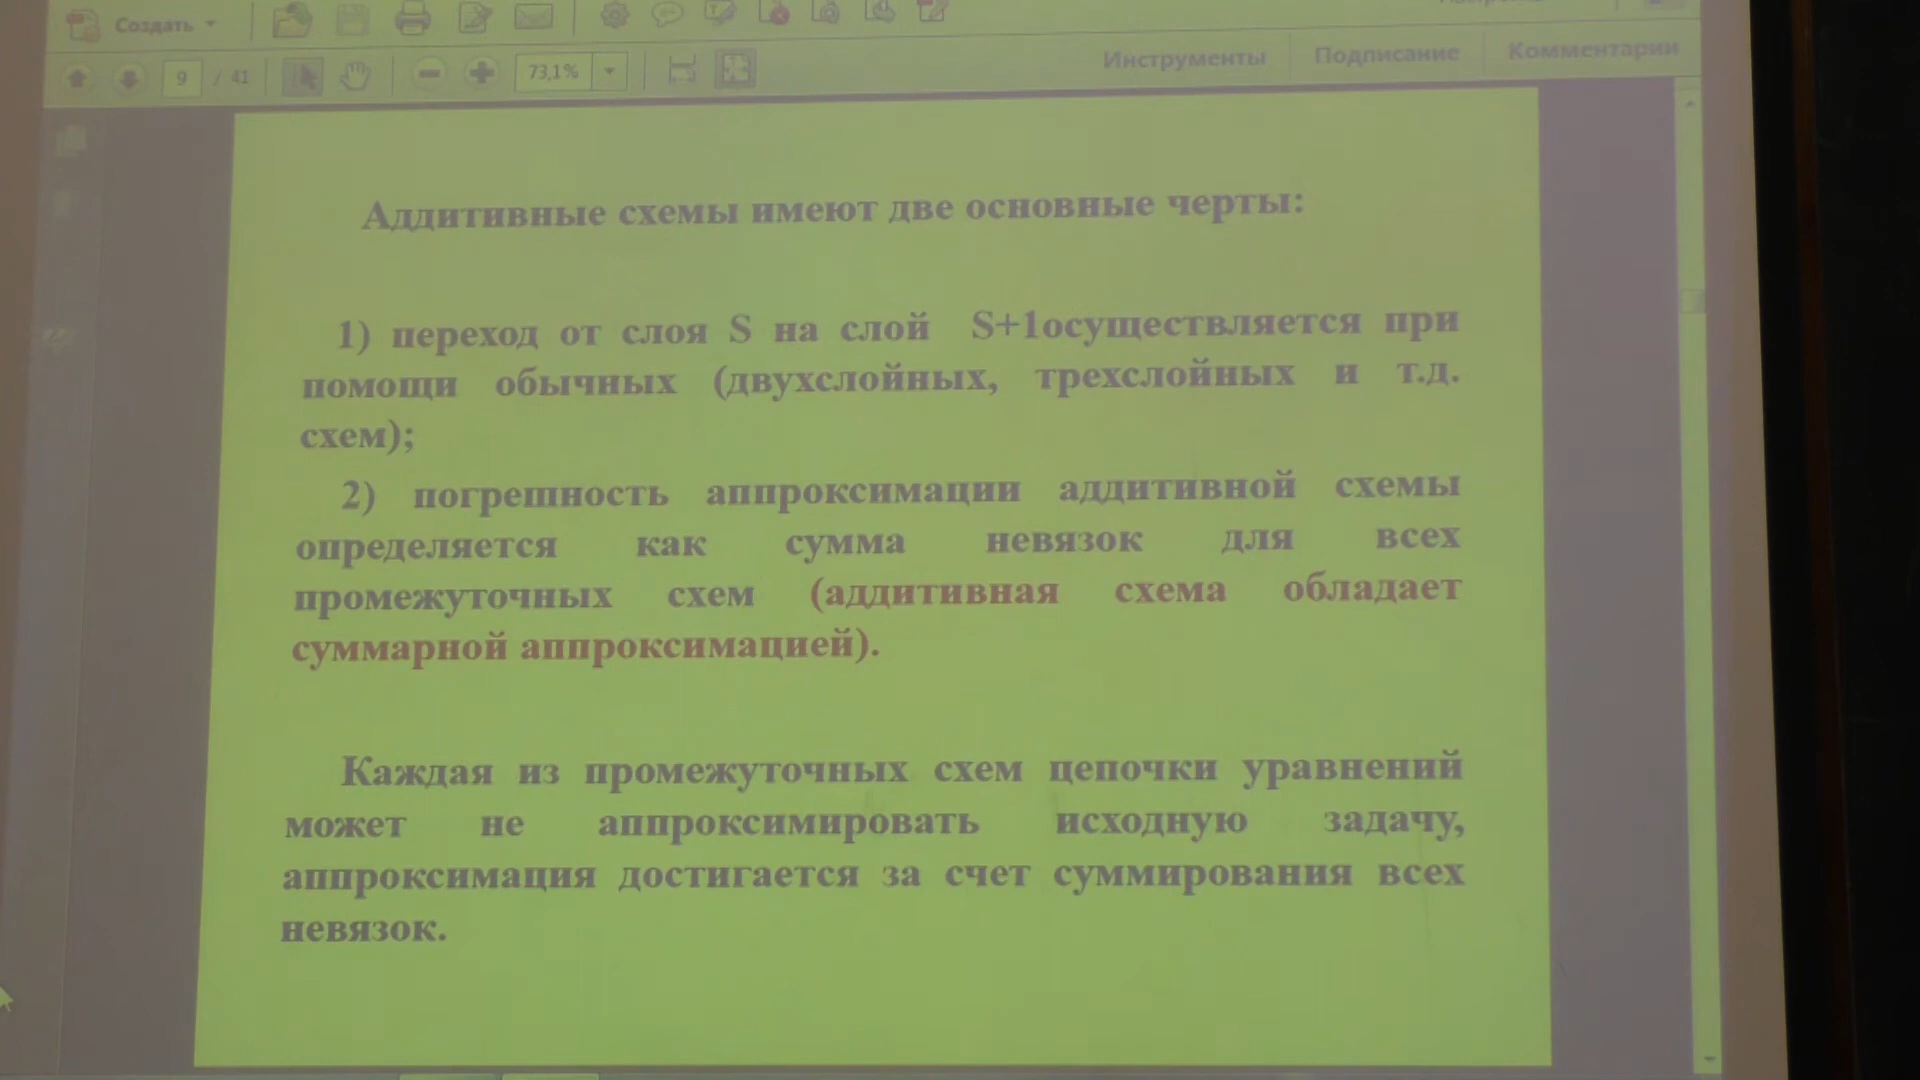 Создать
9 / 41
73,1%
Инструменты
Подписание
Комментарии
Аддитивные схемы имеют две основные черты:
1) переход от слоя S на слой S+1осуществляется при
помощи обычных (двухслойных, трехслойных и т.д.
схем);
2) погрешность аппроксимации аддитивной схемы
определяется как сумма невязок для всех
промежуточных схем (аддитивная схема обладает
суммарной аппроксимацией).
Каждая из промежуточных схем цепочки уравнений
может не аппроксимировать исходную задачу,
аппроксимация достигается за счет суммирования всех
невязок.